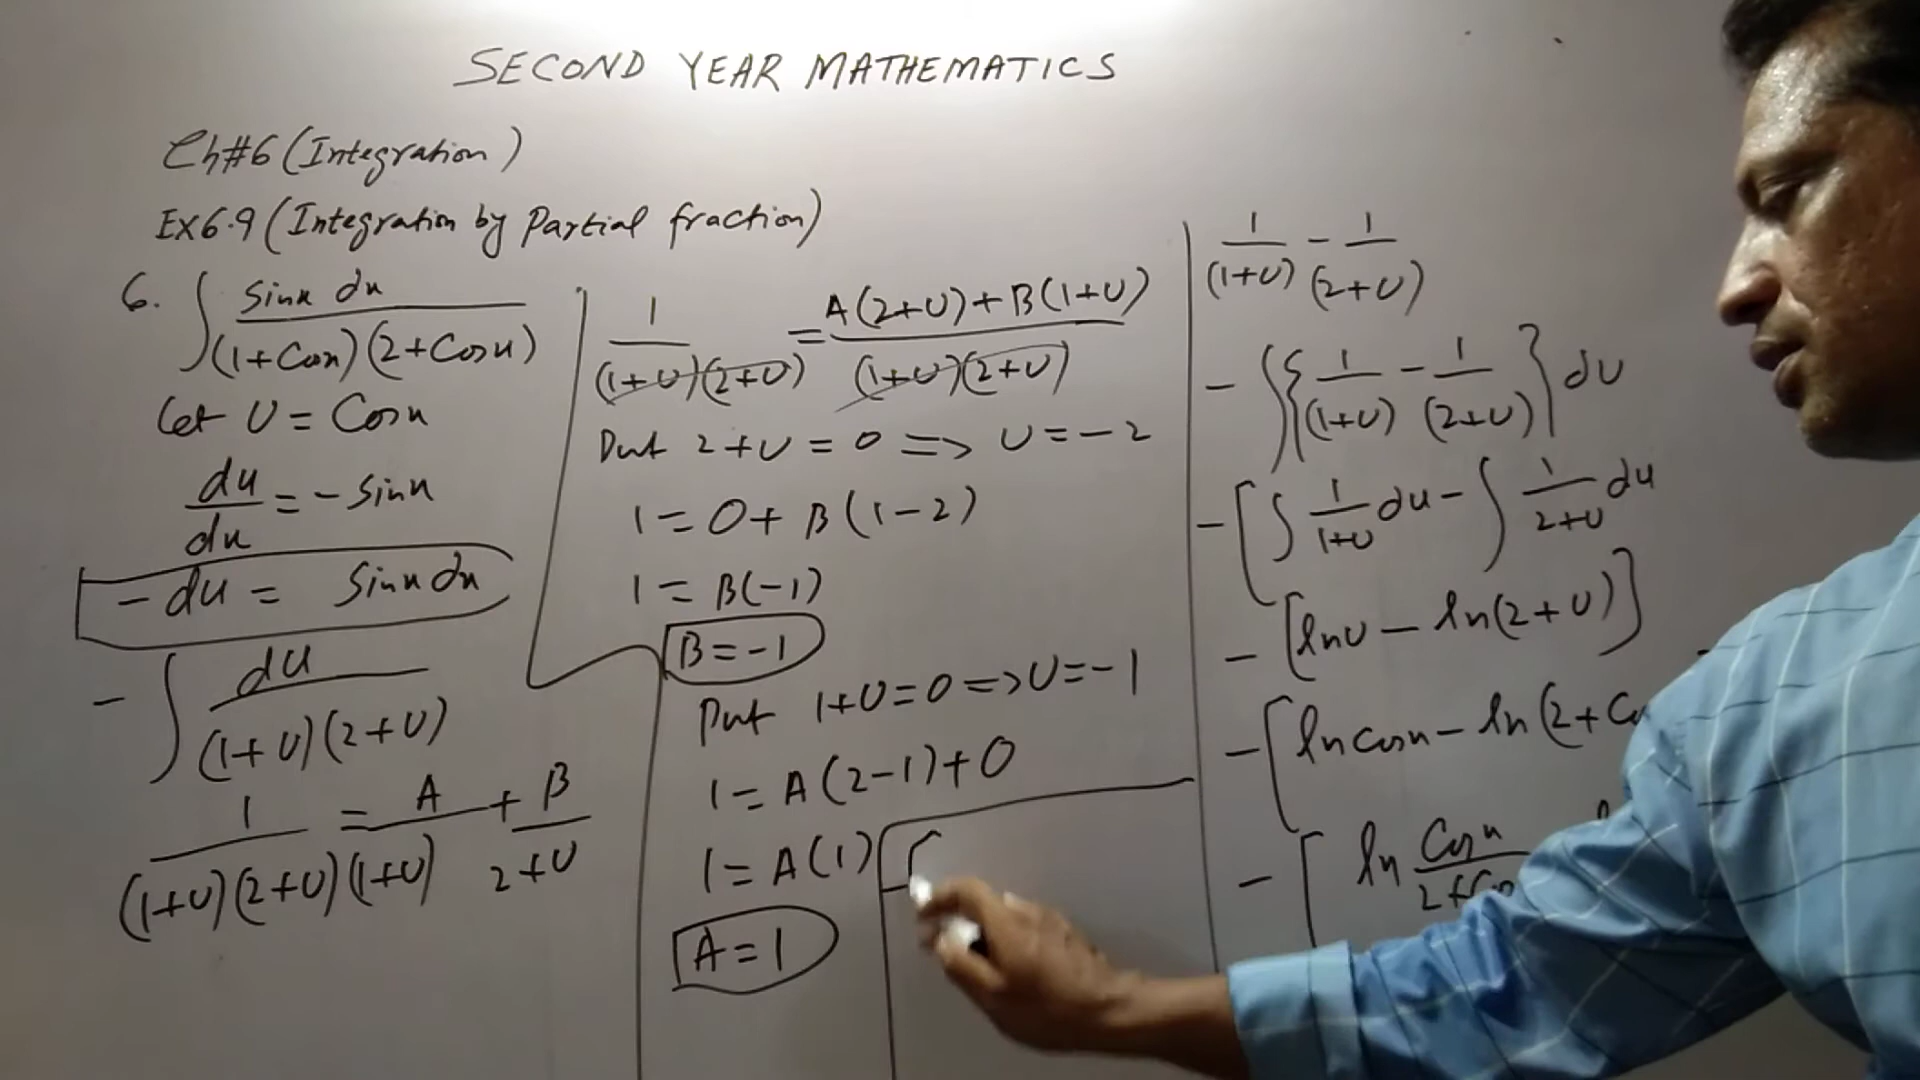 SECOND YEAR MATHEMATICS
Ch#6 (Integration)
EX6.9 (Integration by Partial fraction)
6. ∫ sinx dx / (1+Cosx)(2+Cosx)
Let U = Cosx
du/dx = -sinx
-du = sinx dx
- ∫ du / (1+U)(2+U)
1/(1+U)(2+U) = A/(1+U) + B/2+U
1/(1+U)(2+U) = A(2+U)+B(1+U) / (1+U)(2+U)
Put 2+U = 0 => U = -2
1 = 0 + B(1-2)
1 = B(-1)
B = -1
Put 1+U=0 => U=-1
1 = A(2-1)+0
1 = A(1)
A = 1
1/(1+U) - 1/(2+U)
- ∫{1/(1+U) - 1/(2+U)} du
- [∫ 1/1+U du - ∫ 1/2+U du
- [lnU - ln(2+U)]
- [ln cosx - ln(2+Co
- [ln Cosx / 2+Co
- [